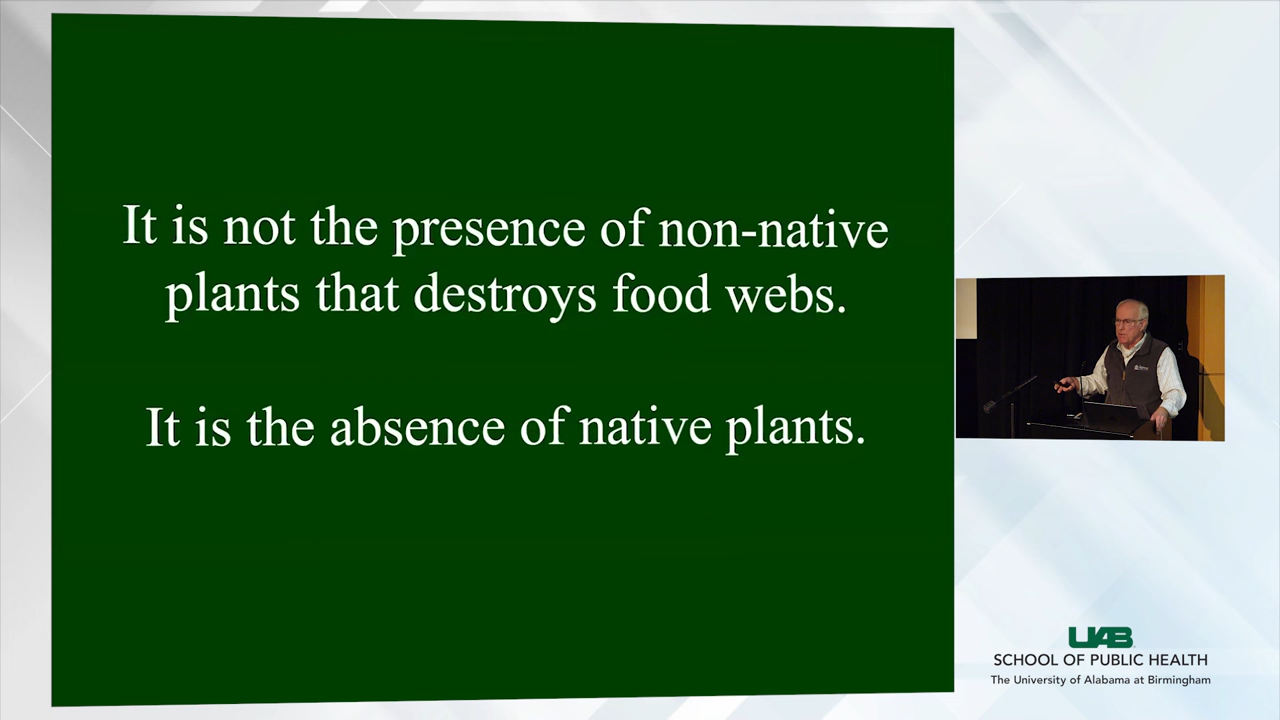 It is not the presence of non-native
plants that destroys food webs.
It is the absence of native plants.
UAB
SCHOOL OF PUBLIC HEALTH
The University of Alabama at Birmingham